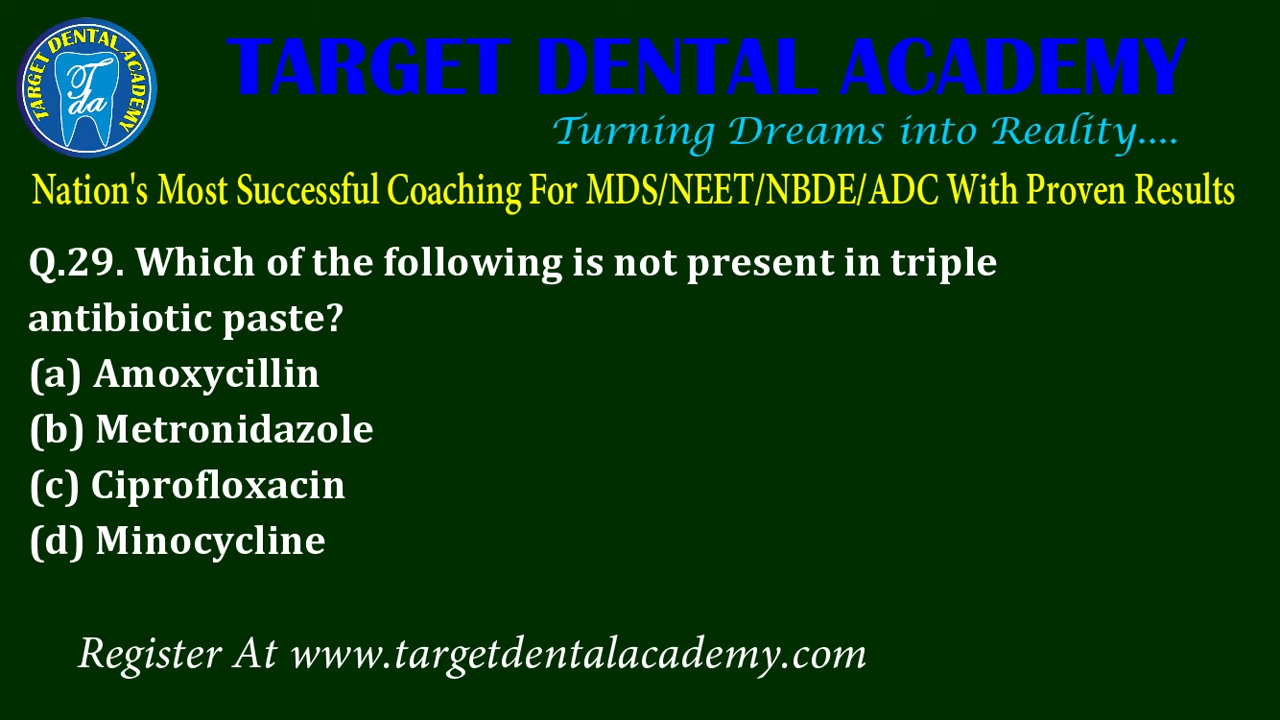 TARGET DENTAL ACADEMY
Tda
TARGET DENTAL ACADEMY
Turning Dreams into Reality....
Nation's Most Successful Coaching For MDS/NEET/NBDE/ADC With Proven Results
Q.29. Which of the following is not present in triple
antibiotic paste?
(a) Amoxycillin
(b) Metronidazole
(c) Ciprofloxacin
(d) Minocycline
Register At www.targetdentalacademy.com